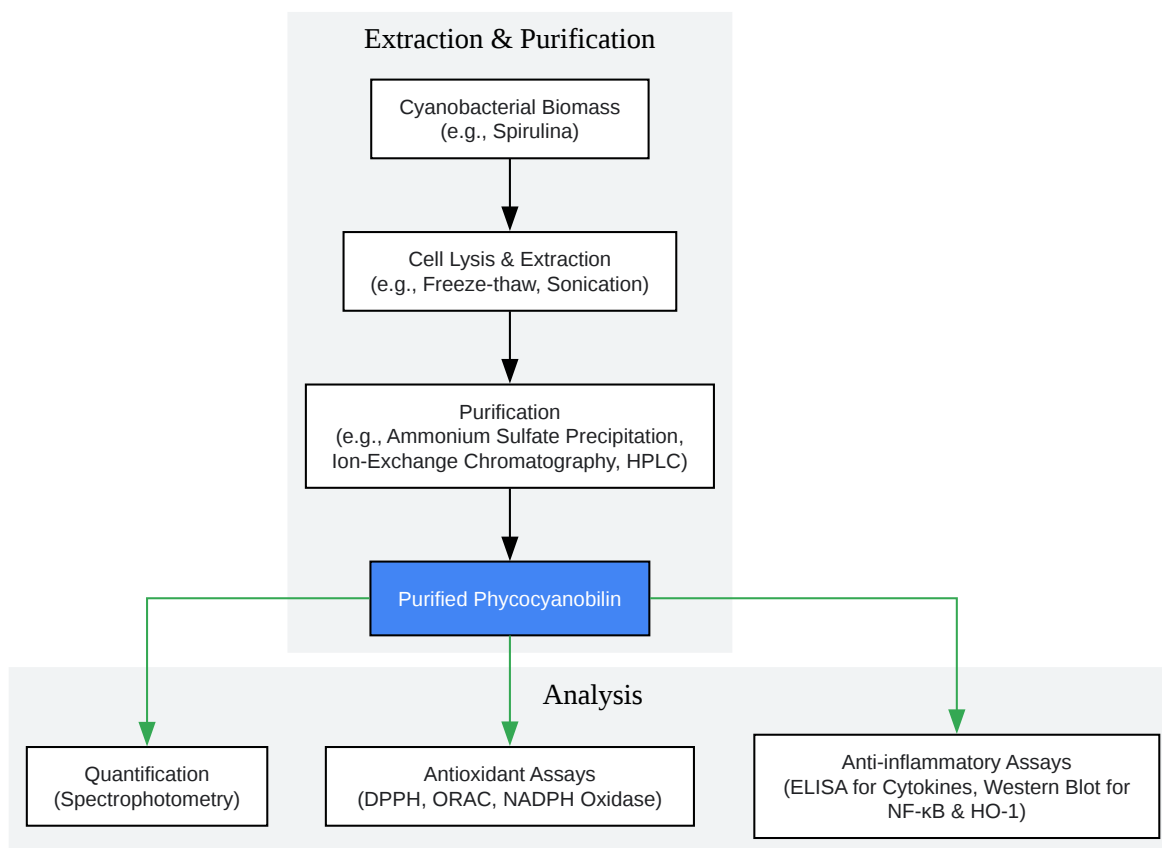 Extraction & Purification
Cyanobacterial Biomass
(e.g., Spirulina)
Cell Lysis & Extraction
(e.g., Freeze-thaw, Sonication)
Purification
(e.g., Ammonium Sulfate Precipitation,
Ion-Exchange Chromatography, HPLC)
Purified Phycocyanobilin
Analysis
Quantification
(Spectrophotometry)
Antioxidant Assays
(DPPH, ORAC, NADPH Oxidase)
Anti-inflammatory Assays
(ELISA for Cytokines, Western Blot for
NF-κB & HO-1)